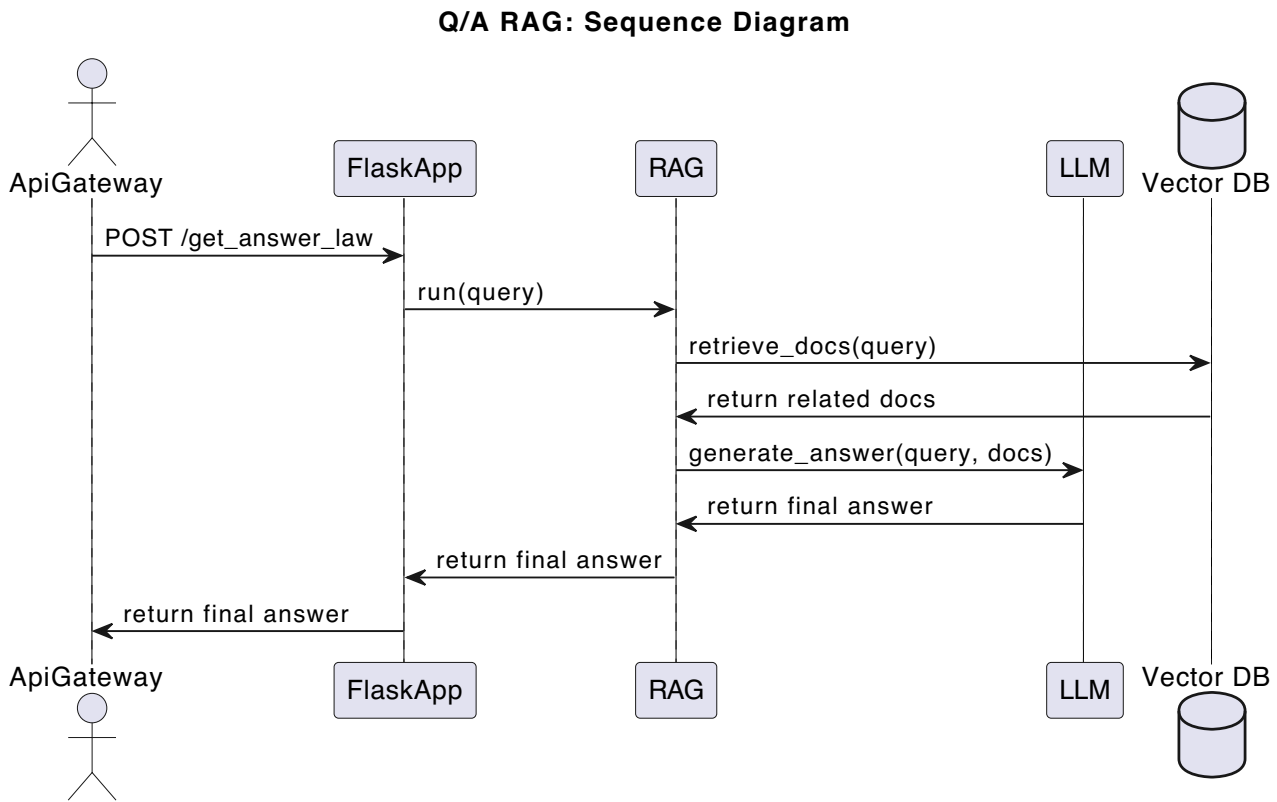 Q/A RAG: Sequence Diagram
ApiGateway
FlaskApp
RAG
LLM
Vector DB
POST /get_answer_law
run(query)
retrieve_docs(query)
return related docs
generate_answer(query, docs)
return final answer
return final answer
return final answer
ApiGateway
FlaskApp
RAG
LLM
Vector DB